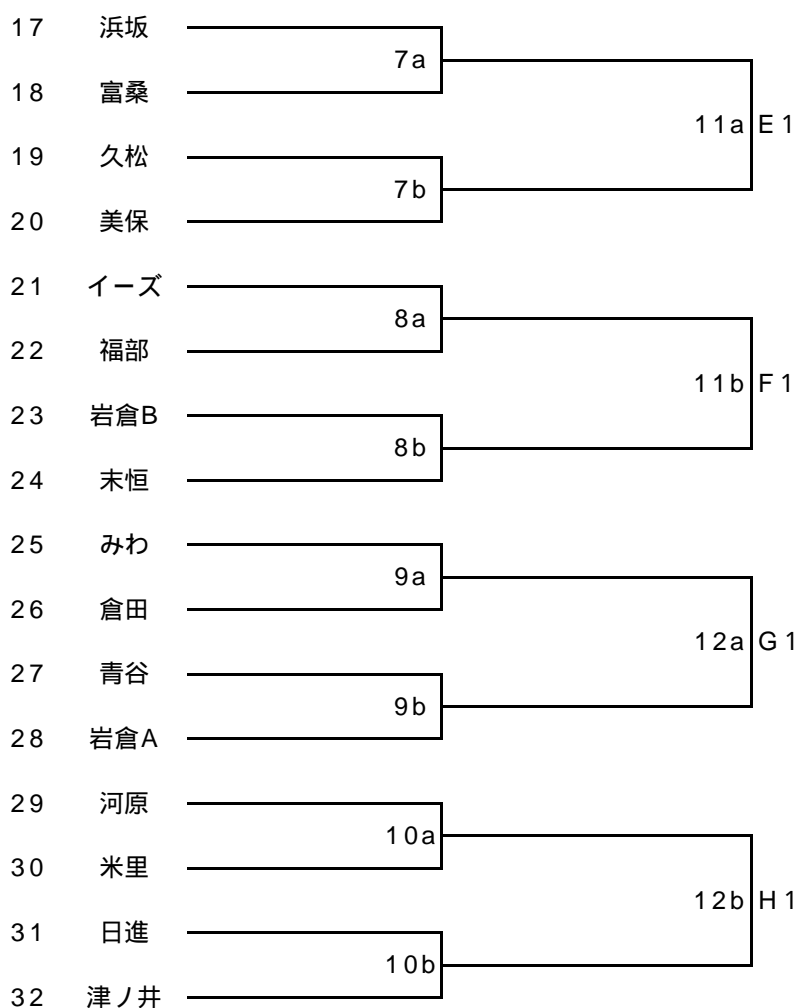 17 浜坂
7a
18 富桑
11a E1
19 久松
7b
20 美保
21 イーズ
8a
22 福部
11b F1
23 岩倉B
8b
24 末恒
25 みわ
9a
26 倉田
12a G1
27 青谷
9b
28 岩倉A
29 河原
10a
30 米里
12b H1
31 日進
10b
32 津ノ井